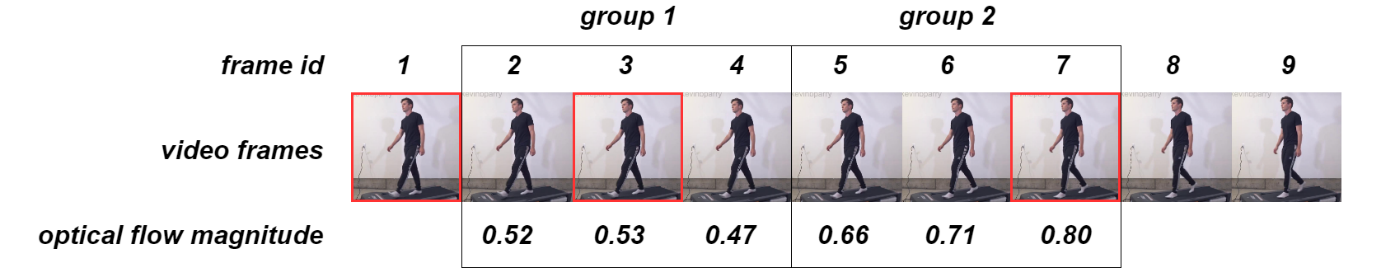 group 1 group 2
frame id 1 2 3 4 5 6 7 8 9
video frames
optical flow magnitude 0.52 0.53 0.47 0.66 0.71 0.80